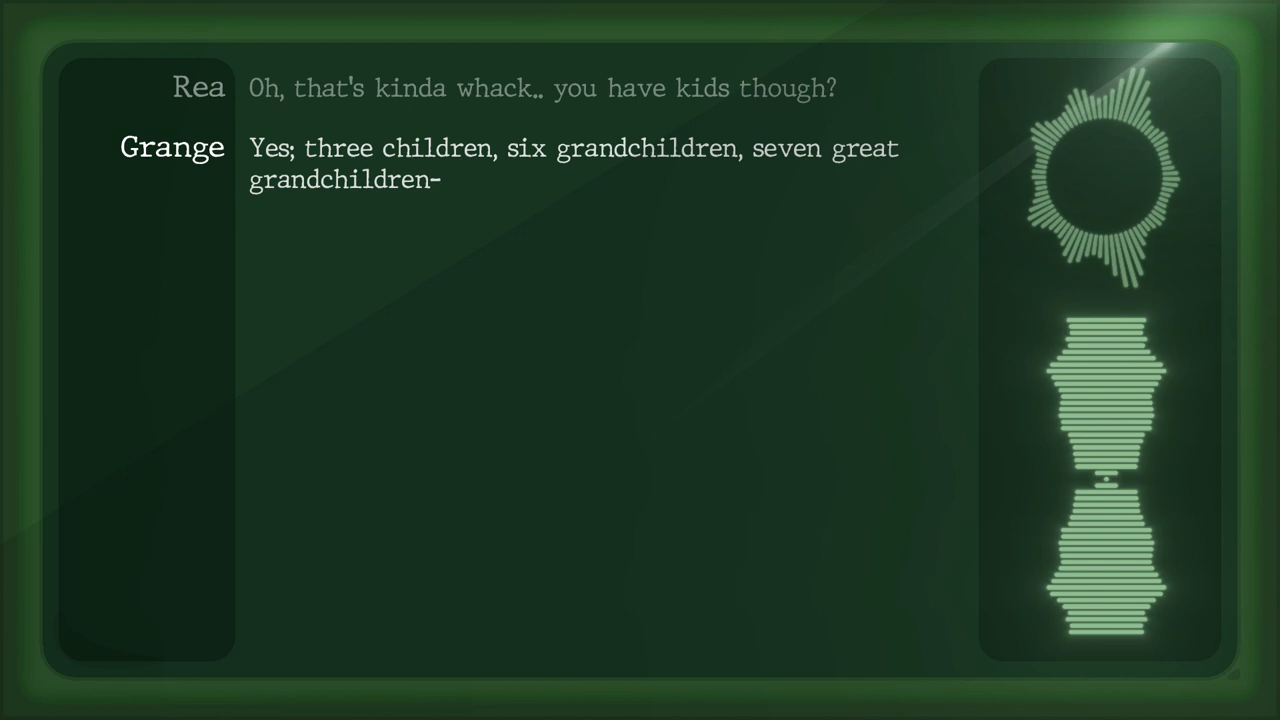 Rea Oh, that's kinda whack.. you have kids though?
Grange Yes; three children, six grandchildren, seven great
grandchildren-